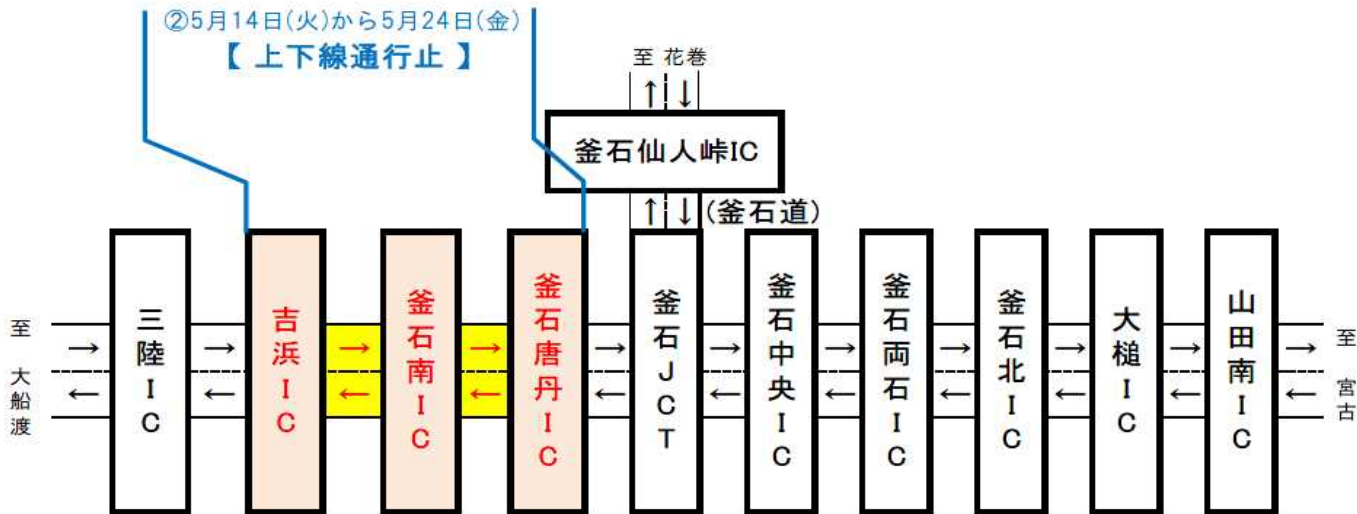 ②5月14日(火)から5月24日(金)
【 上下線通行止 】
至 花巻
↑ ↓
釜石仙人峠IC
↑ ↓ (釜石道)
至 大船渡
→
←
三陸IC
→
←
吉浜IC
→
←
釜石南IC
→
←
釜石唐丹IC
→
←
釜石JCT
→
←
釜石中央IC
→
←
釜石両石IC
→
←
釜石北IC
→
←
大槌IC
→
←
山田南IC
→
←
至 宮古